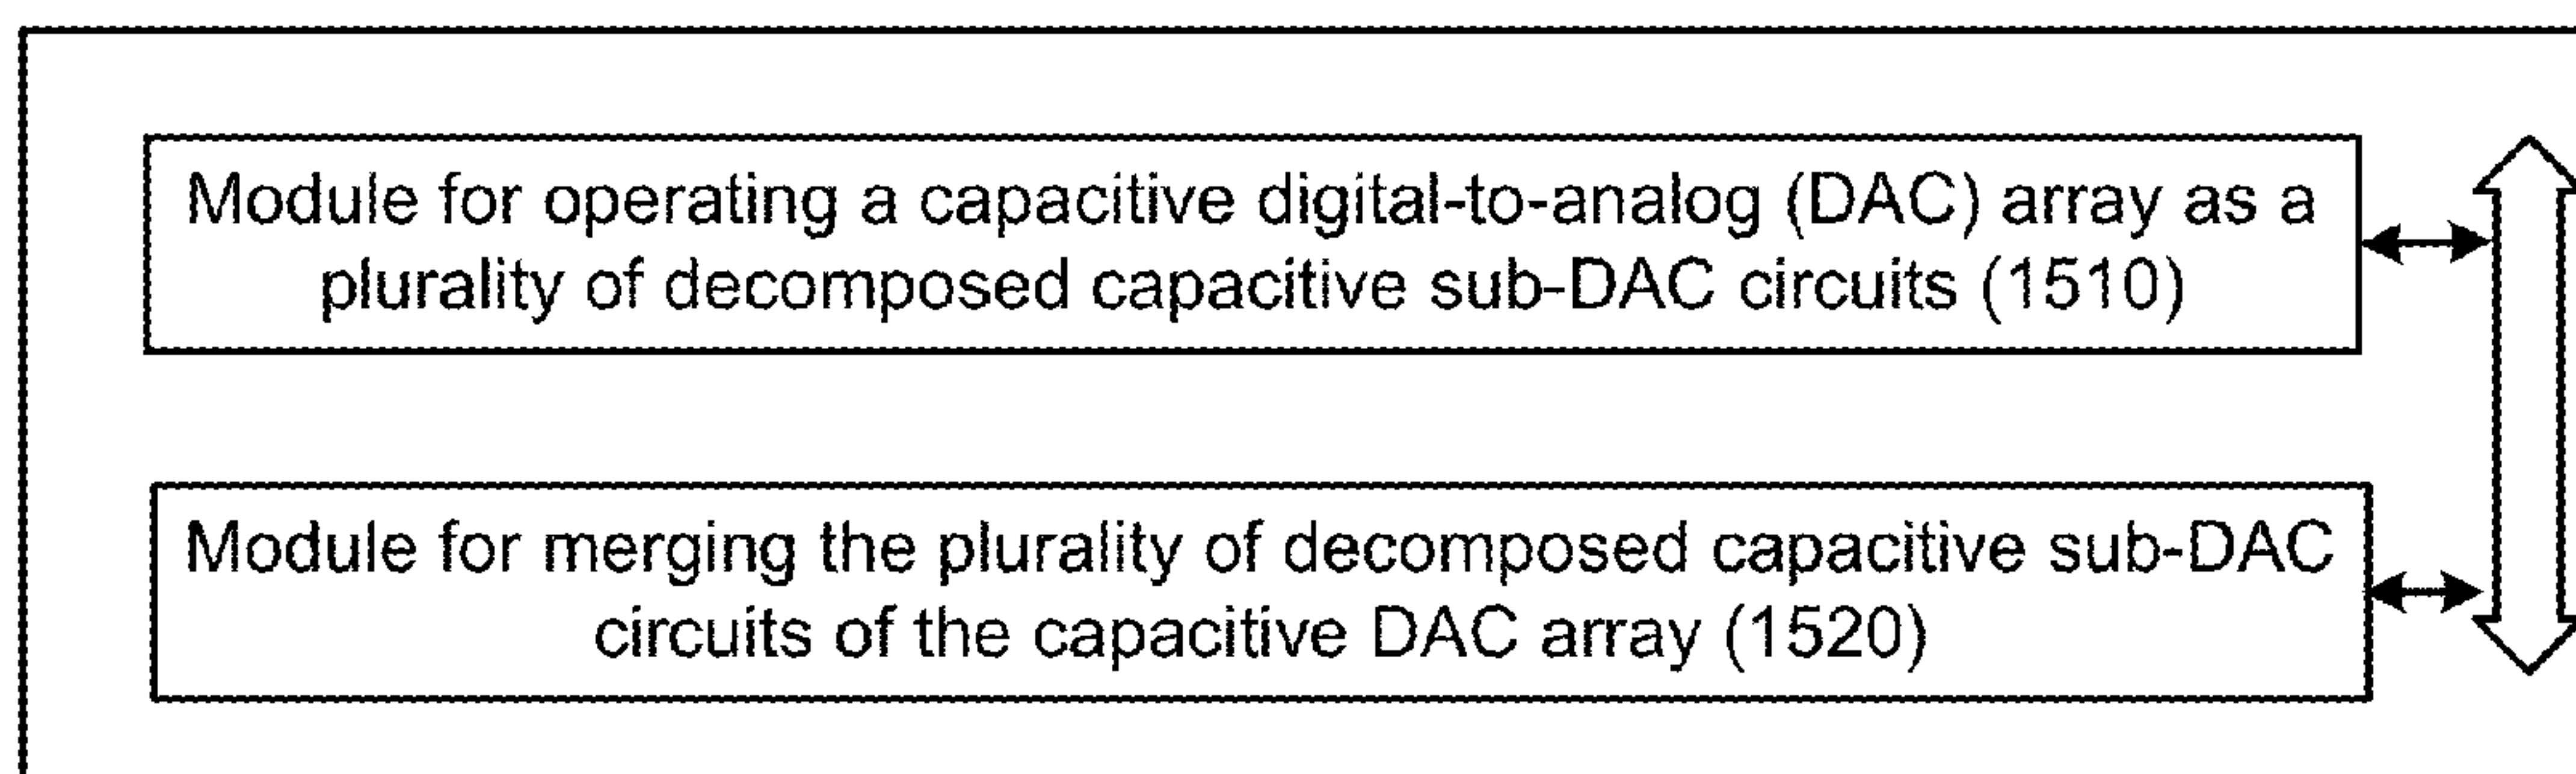 Module for operating a capacitive digital-to-analog (DAC) array as a
plurality of decomposed capacitive sub-DAC circuits (1510)
Module for merging the plurality of decomposed capacitive sub-DAC
circuits of the capacitive DAC array (1520)